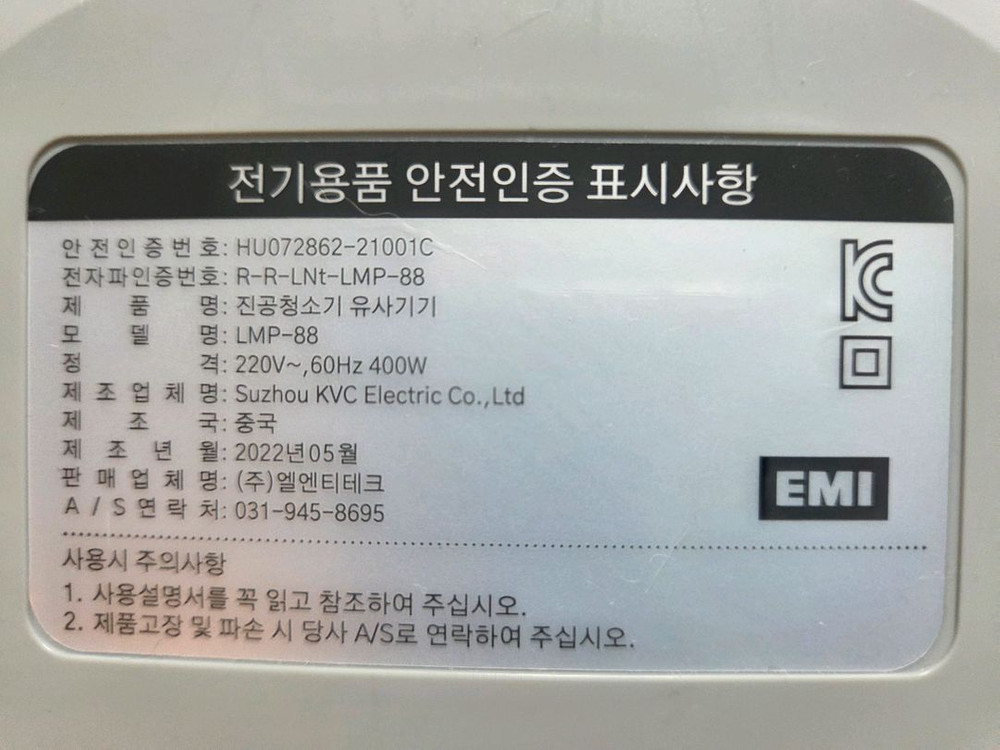 전기용품 안전인증 표시사항
안전인증번호: HU072862-21001C
전자파인증번호: R-R-LNt-LMP-88
제품명: 진공청소기 유사기기
모델명: LMP-88
정격: 220V~,60Hz 400W
제조업체명: Suzhou KVC Electric Co.,Ltd
제조국: 중국
제조년월: 2022년05월
판매업체명: (주)엘엔티테크
A/S연락처: 031-945-8695
KC
EMI
사용시 주의사항
1. 사용설명서를 꼭 읽고 참조하여 주십시오.
2. 제품고장 및 파손 시 당사 A/S로 연락하여 주십시오.